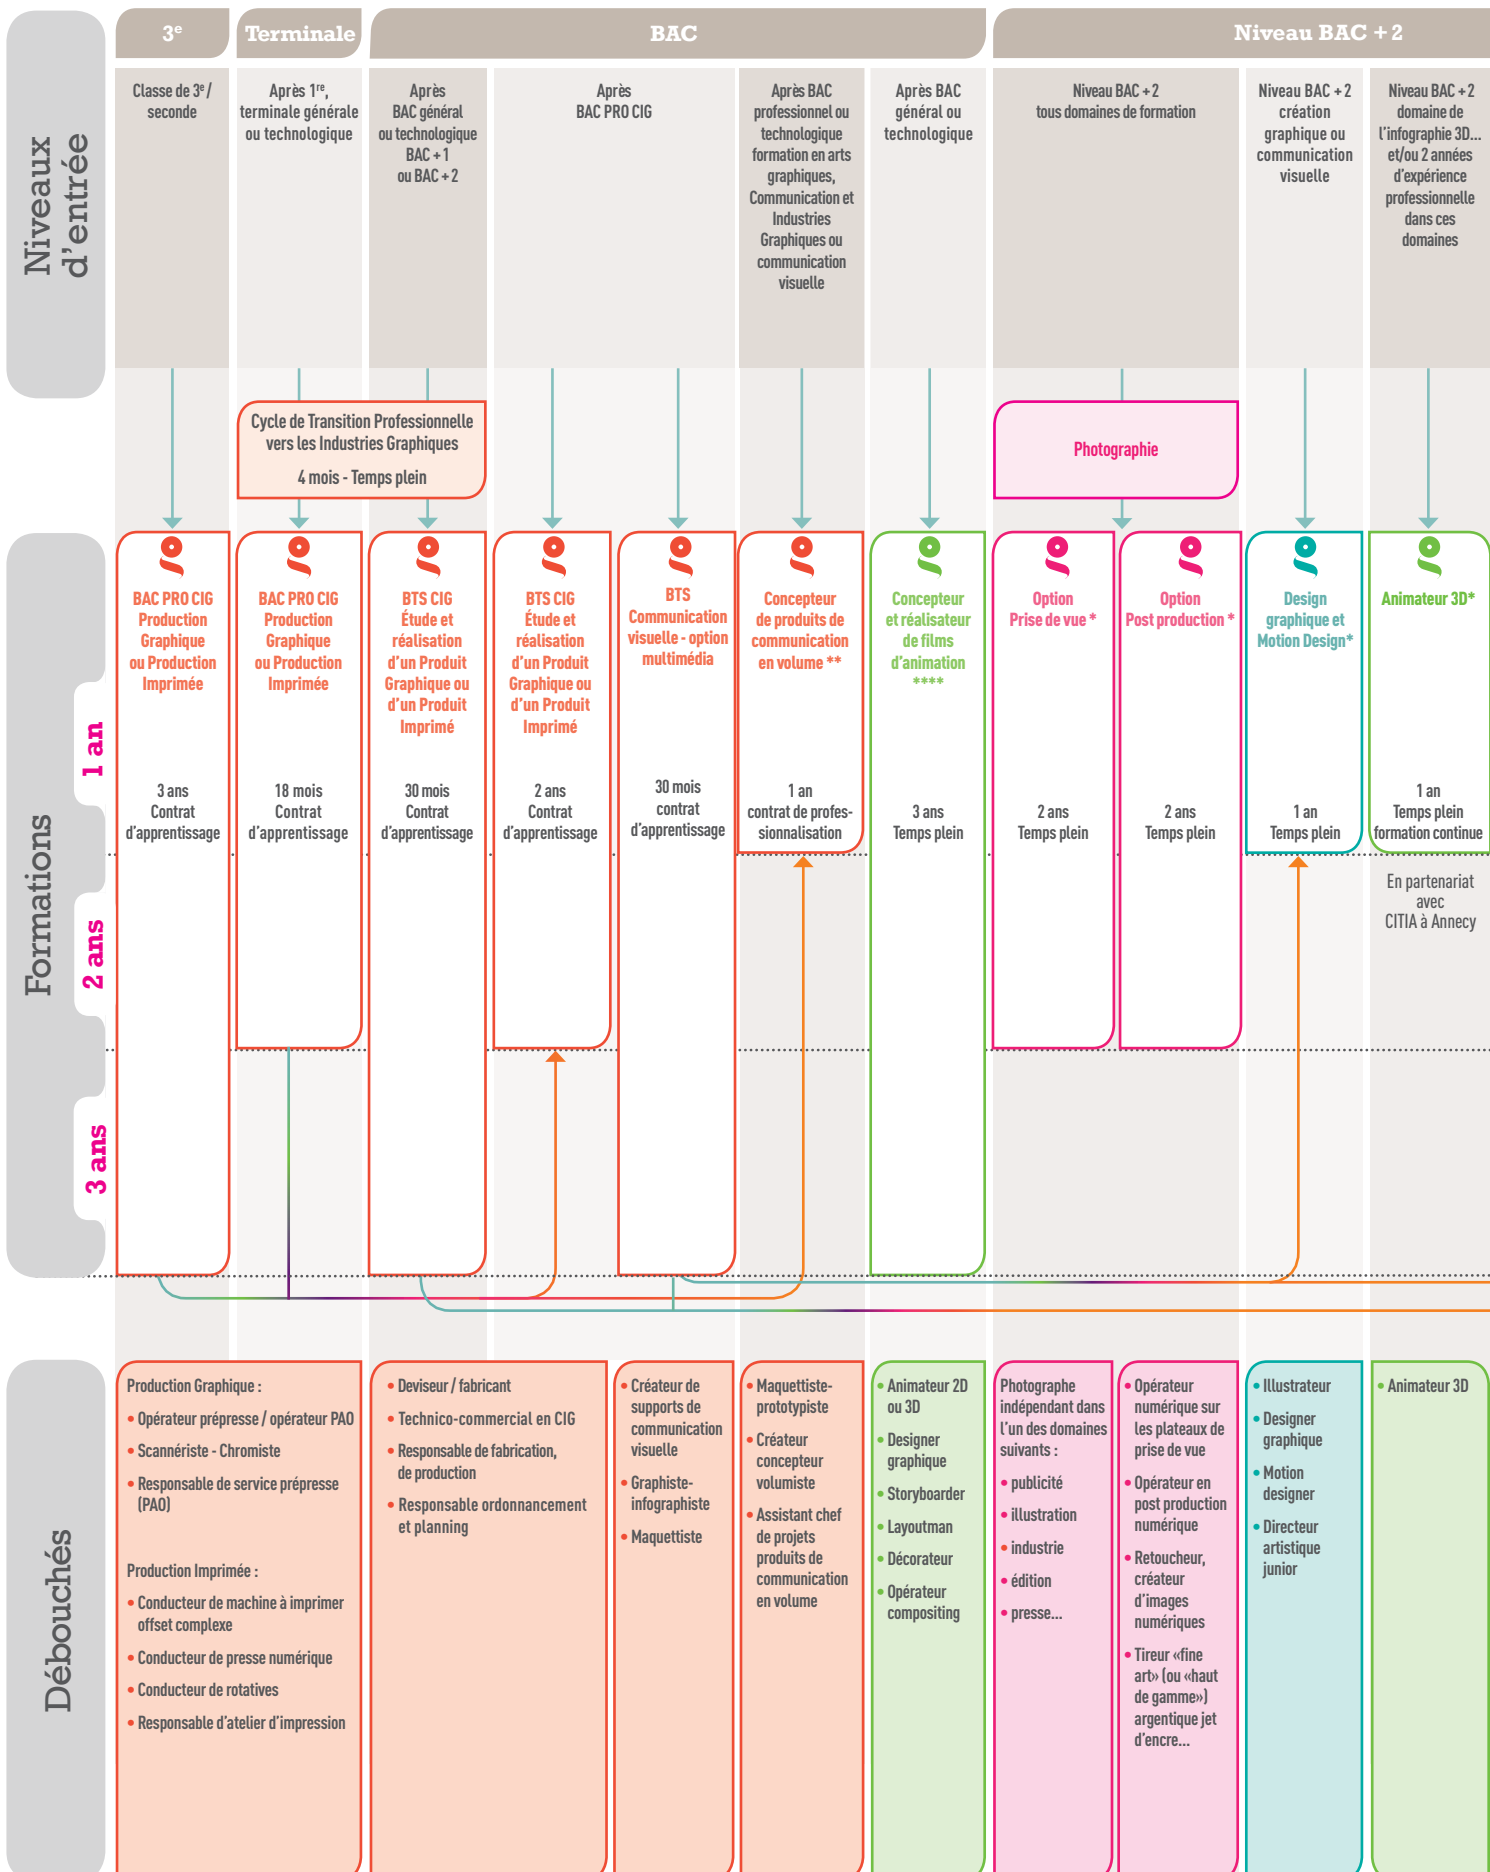 3e
Terminale
BAC
Niveau BAC + 2
Niveaux
d'entrée
Classe de 3e /
seconde
Après 1re,
terminale générale
ou technologique
Après
BAC général
ou technologique
BAC + 1
ou BAC + 2
Après
BAC PRO CIG
Après BAC
professionnel ou
technologique
formation en arts
graphiques,
Communication et
Industries
Graphiques ou
communication
visuelle
Après BAC
général ou
technologique
Niveau BAC + 2
tous domaines de formation
Niveau BAC + 2
création
graphique ou
communication
visuelle
Niveau BAC + 2
domaine de
l'infographie 3D...
et/ou 2 années
d'expérience
professionnelle
dans ces
domaines
Cycle de Transition Professionnelle
vers les Industries Graphiques
4 mois - Temps plein
Photographie
Formations
1 an
2 ans
3 ans
BAC PRO CIG
Production
Graphique
ou Production
Imprimée
3 ans
Contrat
d'apprentissage
BAC PRO CIG
Production
Graphique
ou Production
Imprimée
18 mois
Contrat
d'apprentissage
BTS CIG
Étude et
réalisation
d'un Produit
Graphique ou
d'un Produit
Imprimé
30 mois
Contrat
d'apprentissage
BTS CIG
Étude et
réalisation
d'un Produit
Graphique ou
d'un Produit
Imprimé
2 ans
Contrat
d'apprentissage
BTS
Communication
visuelle - option
multimédia
30 mois
contrat
d'apprentissage
Concepteur
de produits de
communication
en volume **
1 an
contrat de profes-
sionnalisation
Concepteur
et réalisateur
de films
d'animation
****
3 ans
Temps plein
Option
Prise de vue *
2 ans
Temps plein
Option
Post production *
2 ans
Temps plein
Design
graphique et
Motion Design*
1 an
Temps plein
Animateur 3D*
1 an
Temps plein
formation continue
En partenariat
avec
CITIA à Annecy
Débouchés
Production Graphique :
• Opérateur prépresse / opérateur PAO
• Scannériste - Chromiste
• Responsable de service prépresse
(PAO)
Production Imprimée :
• Conducteur de machine à imprimer
offset complexe
• Conducteur de presse numérique
• Conducteur de rotatives
• Responsable d'atelier d'impression
• Deviseur / fabricant
• Technico-commercial en CIG
• Responsable de fabrication,
de production
• Responsable ordonnancement
et planning
• Créateur de
supports de
communication
visuelle
• Graphiste-
infographiste
• Maquettiste
• Maquettiste-
prototypiste
• Créateur
concepteur
volumiste
• Assistant chef
de projets
produits de
communication
en volume
• Animateur 2D
ou 3D
• Designer
graphique
• Storyboarder
• Layoutman
• Décorateur
• Opérateur
compositing
Photographe
indépendant dans
l'un des domaines
suivants :
• publicité
• illustration
• industrie
• édition
• presse...
• Opérateur
numérique sur
les plateaux de
prise de vue
• Opérateur en
post production
numérique
• Retoucheur,
créateur
d'images
numériques
• Tireur «fine
art» (ou «haut
de gamme»)
argentique jet
d'encre...
• Illustrateur
• Designer
graphique
• Motion
designer
• Directeur
artistique
junior
• Animateur 3D